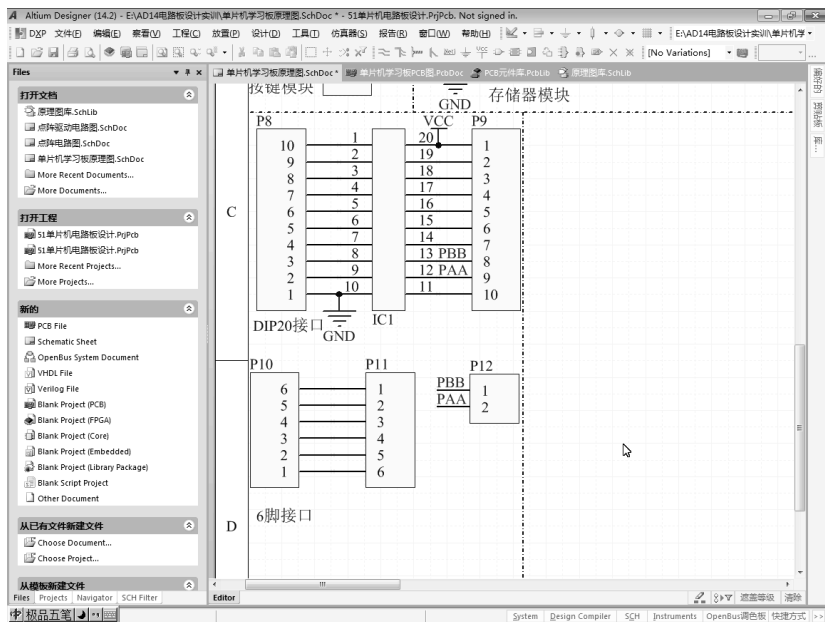 Altium Designer (14.2) - E:\AD14电路板设计实训\单片机学习板原理图.SchDoc * - 51单片机电路板设计.PrjPcb. Not signed in.
DXP 文件(F) 编辑(E) 察看(V) 工程(C) 放置(P) 设计(D) 工具(T) 仿真器(S) 报告(R) 窗口(W) 帮助(H) E:\AD14电路板设计实训\单片机学
[No Variations]
Files
单片机学习板原理图.SchDoc * 单片机学习板PCB图.PcbDoc PCB元件库.PcbLib 原理图库.SchLib
打开文档
原理图库.SchLib
点阵驱动电路图.SchDoc
点阵电路图.SchDoc
单片机学习板原理图.SchDoc
More Recent Documents...
More Documents...
打开工程
51单片机电路板设计.PrjPcb
51单片机电路板设计.PrjPcb
More Recent Projects...
More Projects...
新的
PCB File
Schematic Sheet
OpenBus System Document
VHDL File
Verilog File
Blank Project (PCB)
Blank Project (FPGA)
Blank Project (Core)
Blank Project (Embedded)
Blank Project (Library Package)
Blank Script Project
Other Document
从已有文件新建文件
Choose Document...
Choose Project...
从模板新建文件
Files Projects Navigator SCH Filter
按键模块
GND 存储器模块
P8 VCC P9
10 1 20 1
9 2 19 2
8 3 18 3
7 4 17 4
C 6 5 16 5
5 6 15 6
4 7 14 7
3 8 13 PBB 8
2 9 12 PAA 9
1 10 11 10
DIP20接口 GND IC1
P10 P11 P12
6 1 PBB 1
5 2 PAA 2
4 3
3 4
2 5
1 6
D 6脚接口
Editor 遮盖等级 清除
中 极品五笔
System Design Compiler SCH Instruments OpenBus调色板 快捷方式 >>